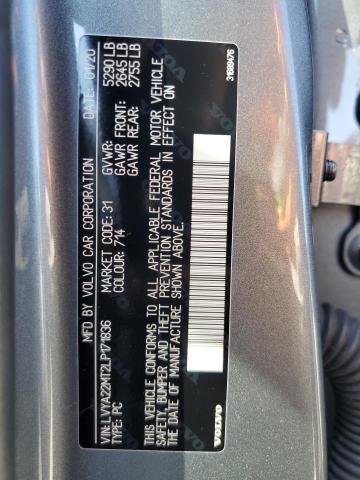 MFD BY VOLVO CAR CORPORATION DATE: 01/20
GVWR: 5290 LB
MARKET CODE: 31 GAWR FRONT: 2645 LB
COLOUR: 714 GAWR REAR: 2755 LB
VIN: LVYA22MT2LP171836
TYPE: PC
THIS VEHICLE CONFORMS TO ALL APPLICABLE FEDERAL MOTOR VEHICLE
SAFETY, BUMPER AND THEFT PREVENTION STANDARDS IN EFFECT ON
THE DATE OF MANUFACTURE SHOWN ABOVE.
VOLVO
31689476